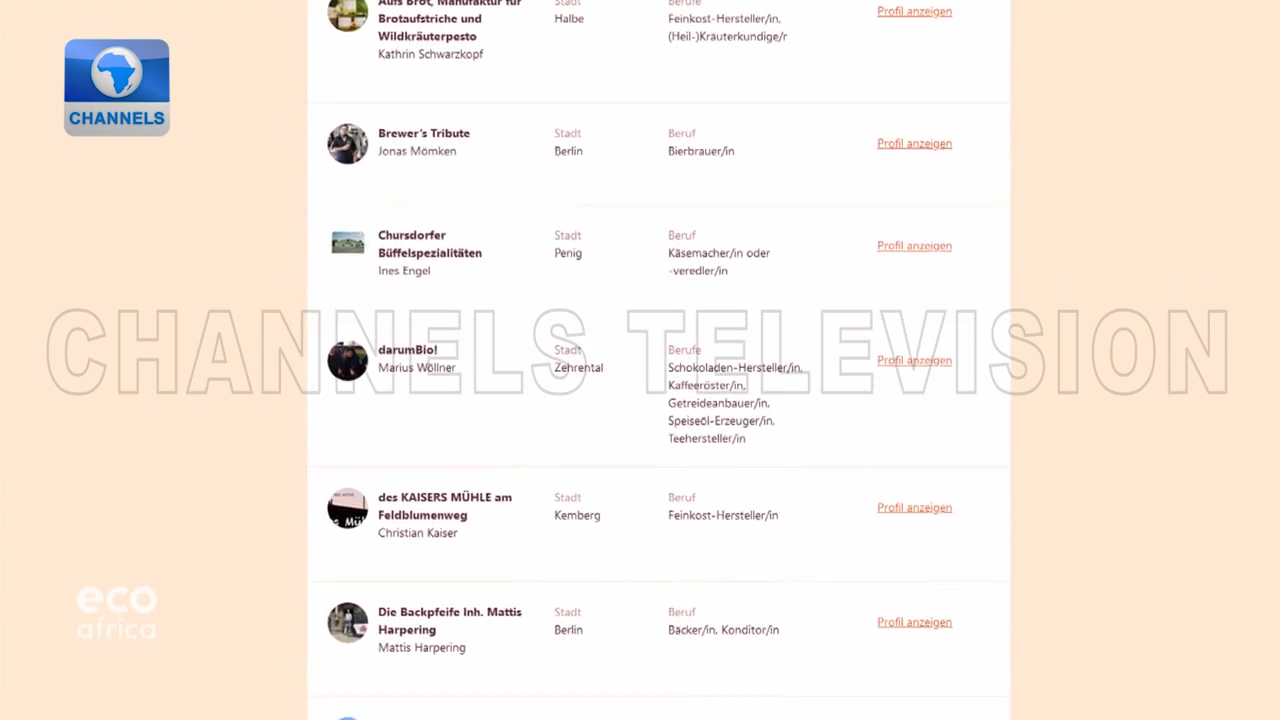 Aufs Brot, Manufaktur für
Brotaufstriche und
Wildkräuterpesto
Kathrin Schwarzkopf
Stadt
Halbe
Berufe
Feinkost-Hersteller/in,
(Heil-)Kräuterkundige/r
Profil anzeigen
CHANNELS
Brewer's Tribute
Jonas Mömken
Stadt
Berlin
Beruf
Bierbrauer/in
Profil anzeigen
Chursdorfer
Büffelspezialitäten
Ines Engel
Stadt
Penig
Beruf
Käsemacher/in oder
-veredler/in
Profil anzeigen
CHANNELS TELEVISION
darumBio!
Marius Wöllner
Stadt
Zehrental
Berufe
Schokoladen-Hersteller/in,
Kaffeeröster/in,
Getreideanbauer/in,
Speiseöl-Erzeuger/in,
Teehersteller/in
Profil anzeigen
des KAISERS MÜHLE am
Feldblumenweg
Christian Kaiser
Stadt
Kemberg
Beruf
Feinkost-Hersteller/in
Profil anzeigen
Die Backpfeife Inh. Mattis
Harpering
Mattis Harpering
Stadt
Berlin
Beruf
Bäcker/in, Konditor/in
Profil anzeigen
eco
africa